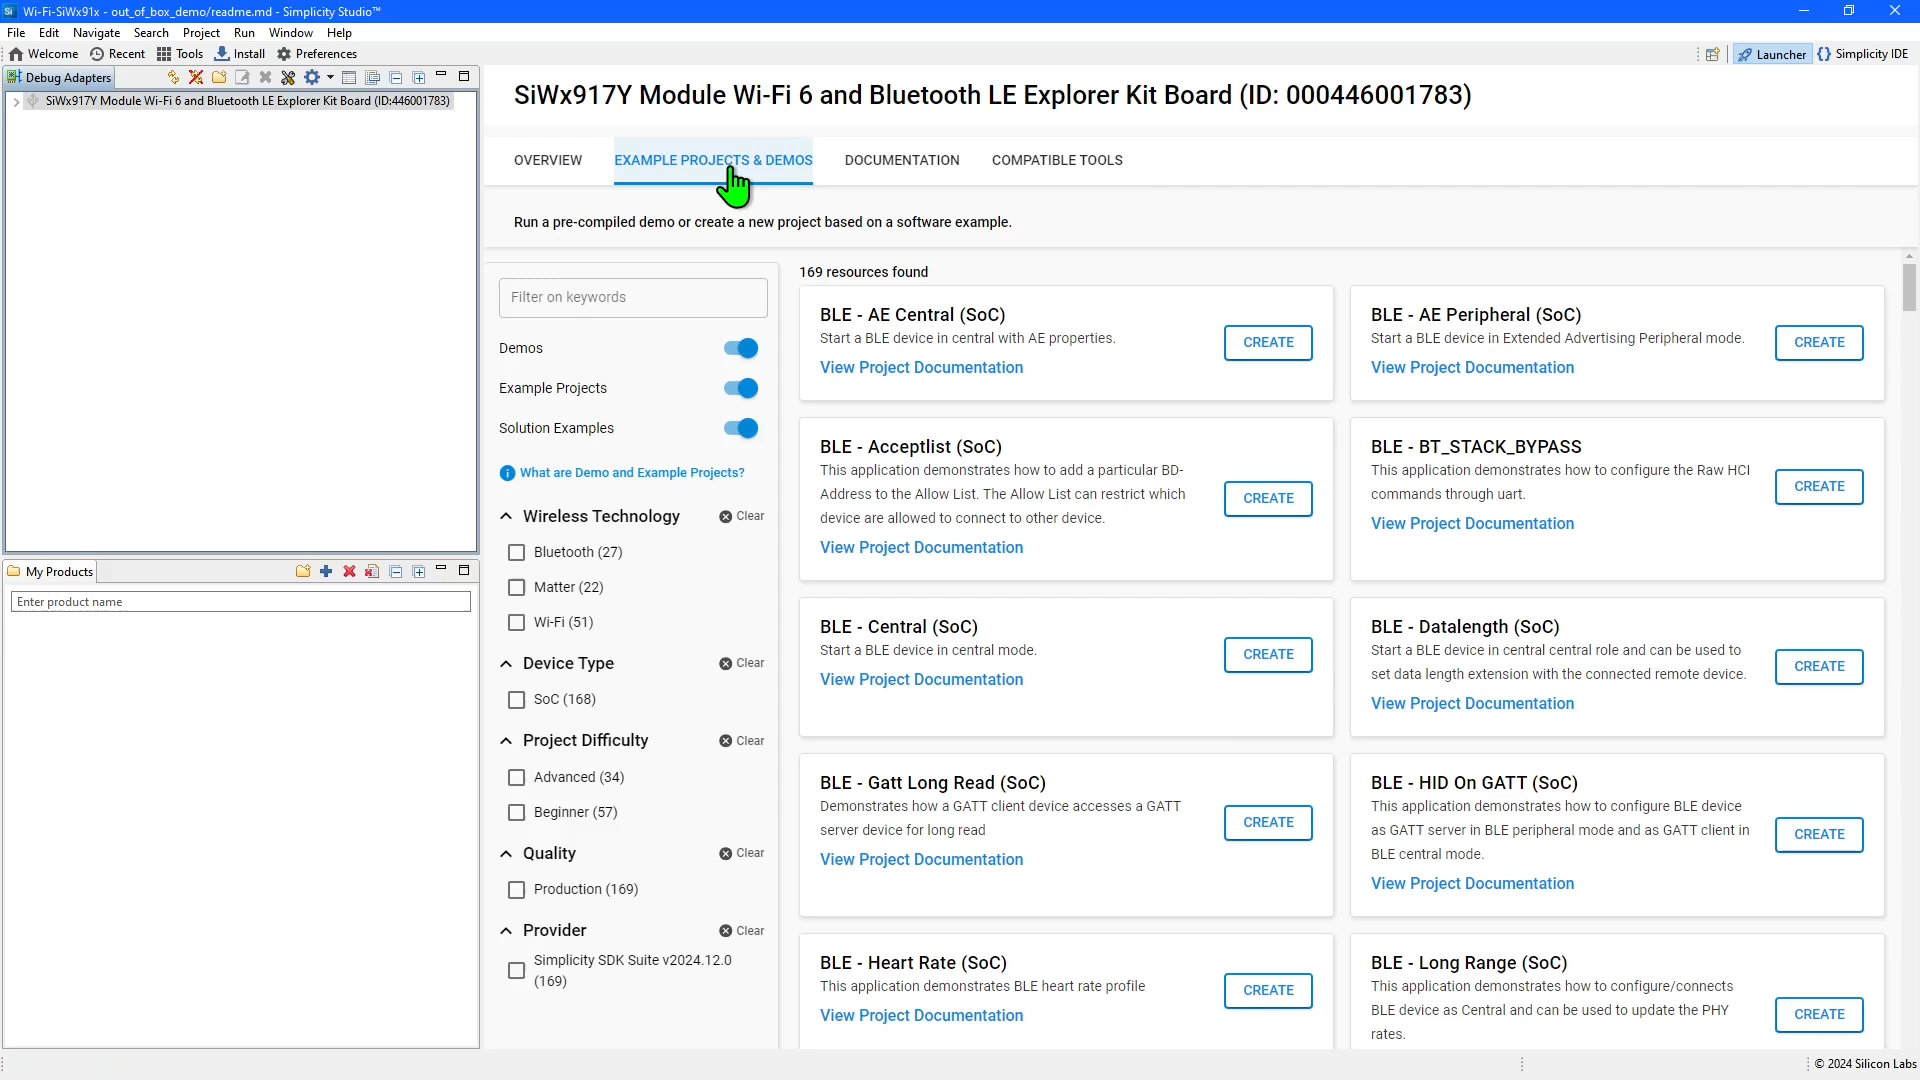 Si Wi-Fi-SiWx91x - out_of_box_demo/readme.md - Simplicity Studio™
File Edit Navigate Search Project Run Window Help
Welcome Recent Tools Install Preferences
Launcher Simplicity IDE
Debug Adapters
SiWx917Y Module Wi-Fi 6 and Bluetooth LE Explorer Kit Board (ID:446001783)
My Products
Enter product name
SiWx917Y Module Wi-Fi 6 and Bluetooth LE Explorer Kit Board (ID: 000446001783)
OVERVIEW EXAMPLE PROJECTS & DEMOS DOCUMENTATION COMPATIBLE TOOLS
Run a pre-compiled demo or create a new project based on a software example.
Filter on keywords
Demos
Example Projects
Solution Examples
What are Demo and Example Projects?
Wireless Technology Clear
Bluetooth (27)
Matter (22)
Wi-Fi (51)
Device Type Clear
SoC (168)
Project Difficulty Clear
Advanced (34)
Beginner (57)
Quality Clear
Production (169)
Provider Clear
Simplicity SDK Suite v2024.12.0
(169)
169 resources found
BLE - AE Central (SoC)
Start a BLE device in central with AE properties.
View Project Documentation
CREATE
BLE - AE Peripheral (SoC)
Start a BLE device in Extended Advertising Peripheral mode.
View Project Documentation
CREATE
BLE - Acceptlist (SoC)
This application demonstrates how to add a particular BD-
Address to the Allow List. The Allow List can restrict which
device are allowed to connect to other device.
View Project Documentation
CREATE
BLE - BT_STACK_BYPASS
This application demonstrates how to configure the Raw HCI
commands through uart.
View Project Documentation
CREATE
BLE - Central (SoC)
Start a BLE device in central mode.
View Project Documentation
CREATE
BLE - Datalength (SoC)
Start a BLE device in central central role and can be used to
set data length extension with the connected remote device.
View Project Documentation
CREATE
BLE - Gatt Long Read (SoC)
Demonstrates how a GATT client device accesses a GATT
server device for long read
View Project Documentation
CREATE
BLE - HID On GATT (SoC)
This application demonstrates how to configure BLE device
as GATT server in BLE peripheral mode and as GATT client in
BLE central mode.
View Project Documentation
CREATE
BLE - Heart Rate (SoC)
This application demonstrates BLE heart rate profile
View Project Documentation
CREATE
BLE - Long Range (SoC)
This application demonstrates how to configure/connects
BLE device as Central and can be used to update the PHY
rates.
CREATE
© 2024 Silicon Labs